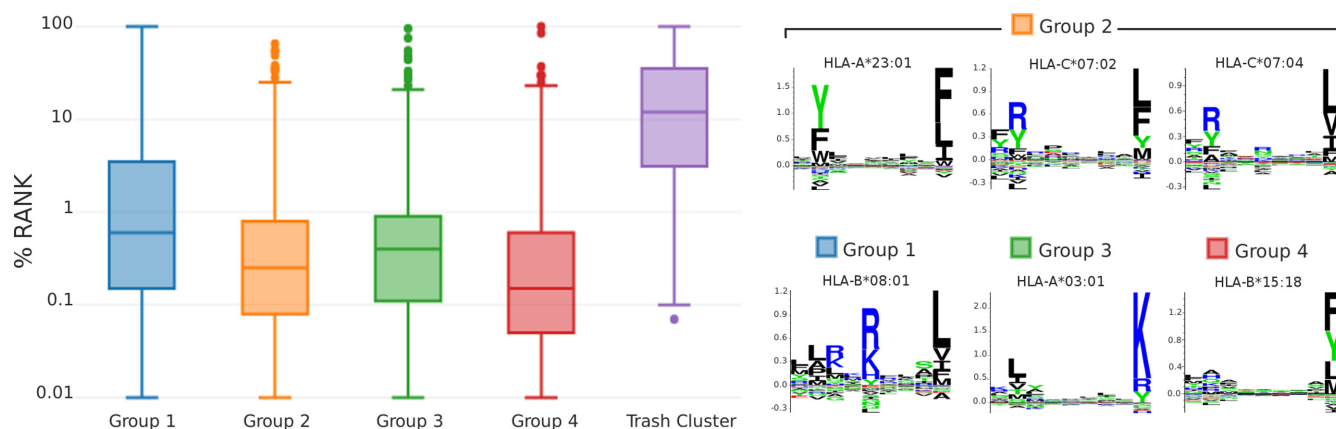 100
10
1
0.1
0.01
% RANK
Group 1
Group 2
Group 3
Group 4
Trash Cluster
Group 2
HLA-A*23:01
1.5
1.0
0.5
0.0
Y
F
W
F
L
I
HLA-C*07:02
1.2
0.9
0.6
0.3
0.0
-0.3
R
Y
L
F
Y
M
HLA-C*07:04
0.9
0.6
0.3
0.0
-0.3
R
Y
L
V
I
Group 1
HLA-B*08:01
1.2
0.9
0.6
0.3
0.0
-0.3
L
R
K
R
K
L
V
I
Group 3
HLA-A*03:01
2.0
1.5
1.0
0.5
0.0
L
K
R
Y
Group 4
HLA-B*15:18
1.2
0.8
0.4
0.0
Y
L
M